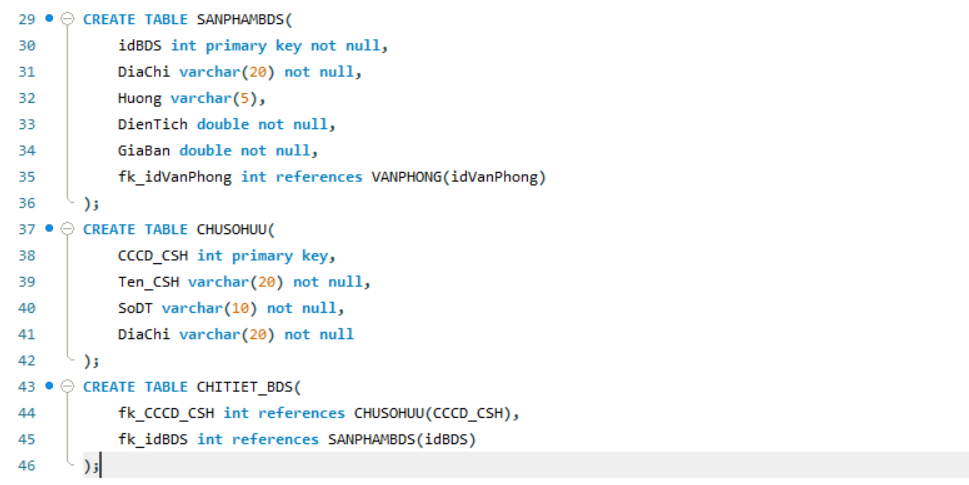 29 CREATE TABLE SANPHAMBDS(
30 idBDS int primary key not null,
31 DiaChi varchar(20) not null,
32 Huong varchar(5),
33 DienTich double not null,
34 GiaBan double not null,
35 fk_idVanPhong int references VANPHONG(idVanPhong)
36 );
37 CREATE TABLE CHUSOHUU(
38 CCCD_CSH int primary key,
39 Ten_CSH varchar(20) not null,
40 SoDT varchar(10) not null,
41 DiaChi varchar(20) not null
42 );
43 CREATE TABLE CHITIET_BDS(
44 fk_CCCD_CSH int references CHUSOHUU(CCCD_CSH),
45 fk_idBDS int references SANPHAMBDS(idBDS)
46 );